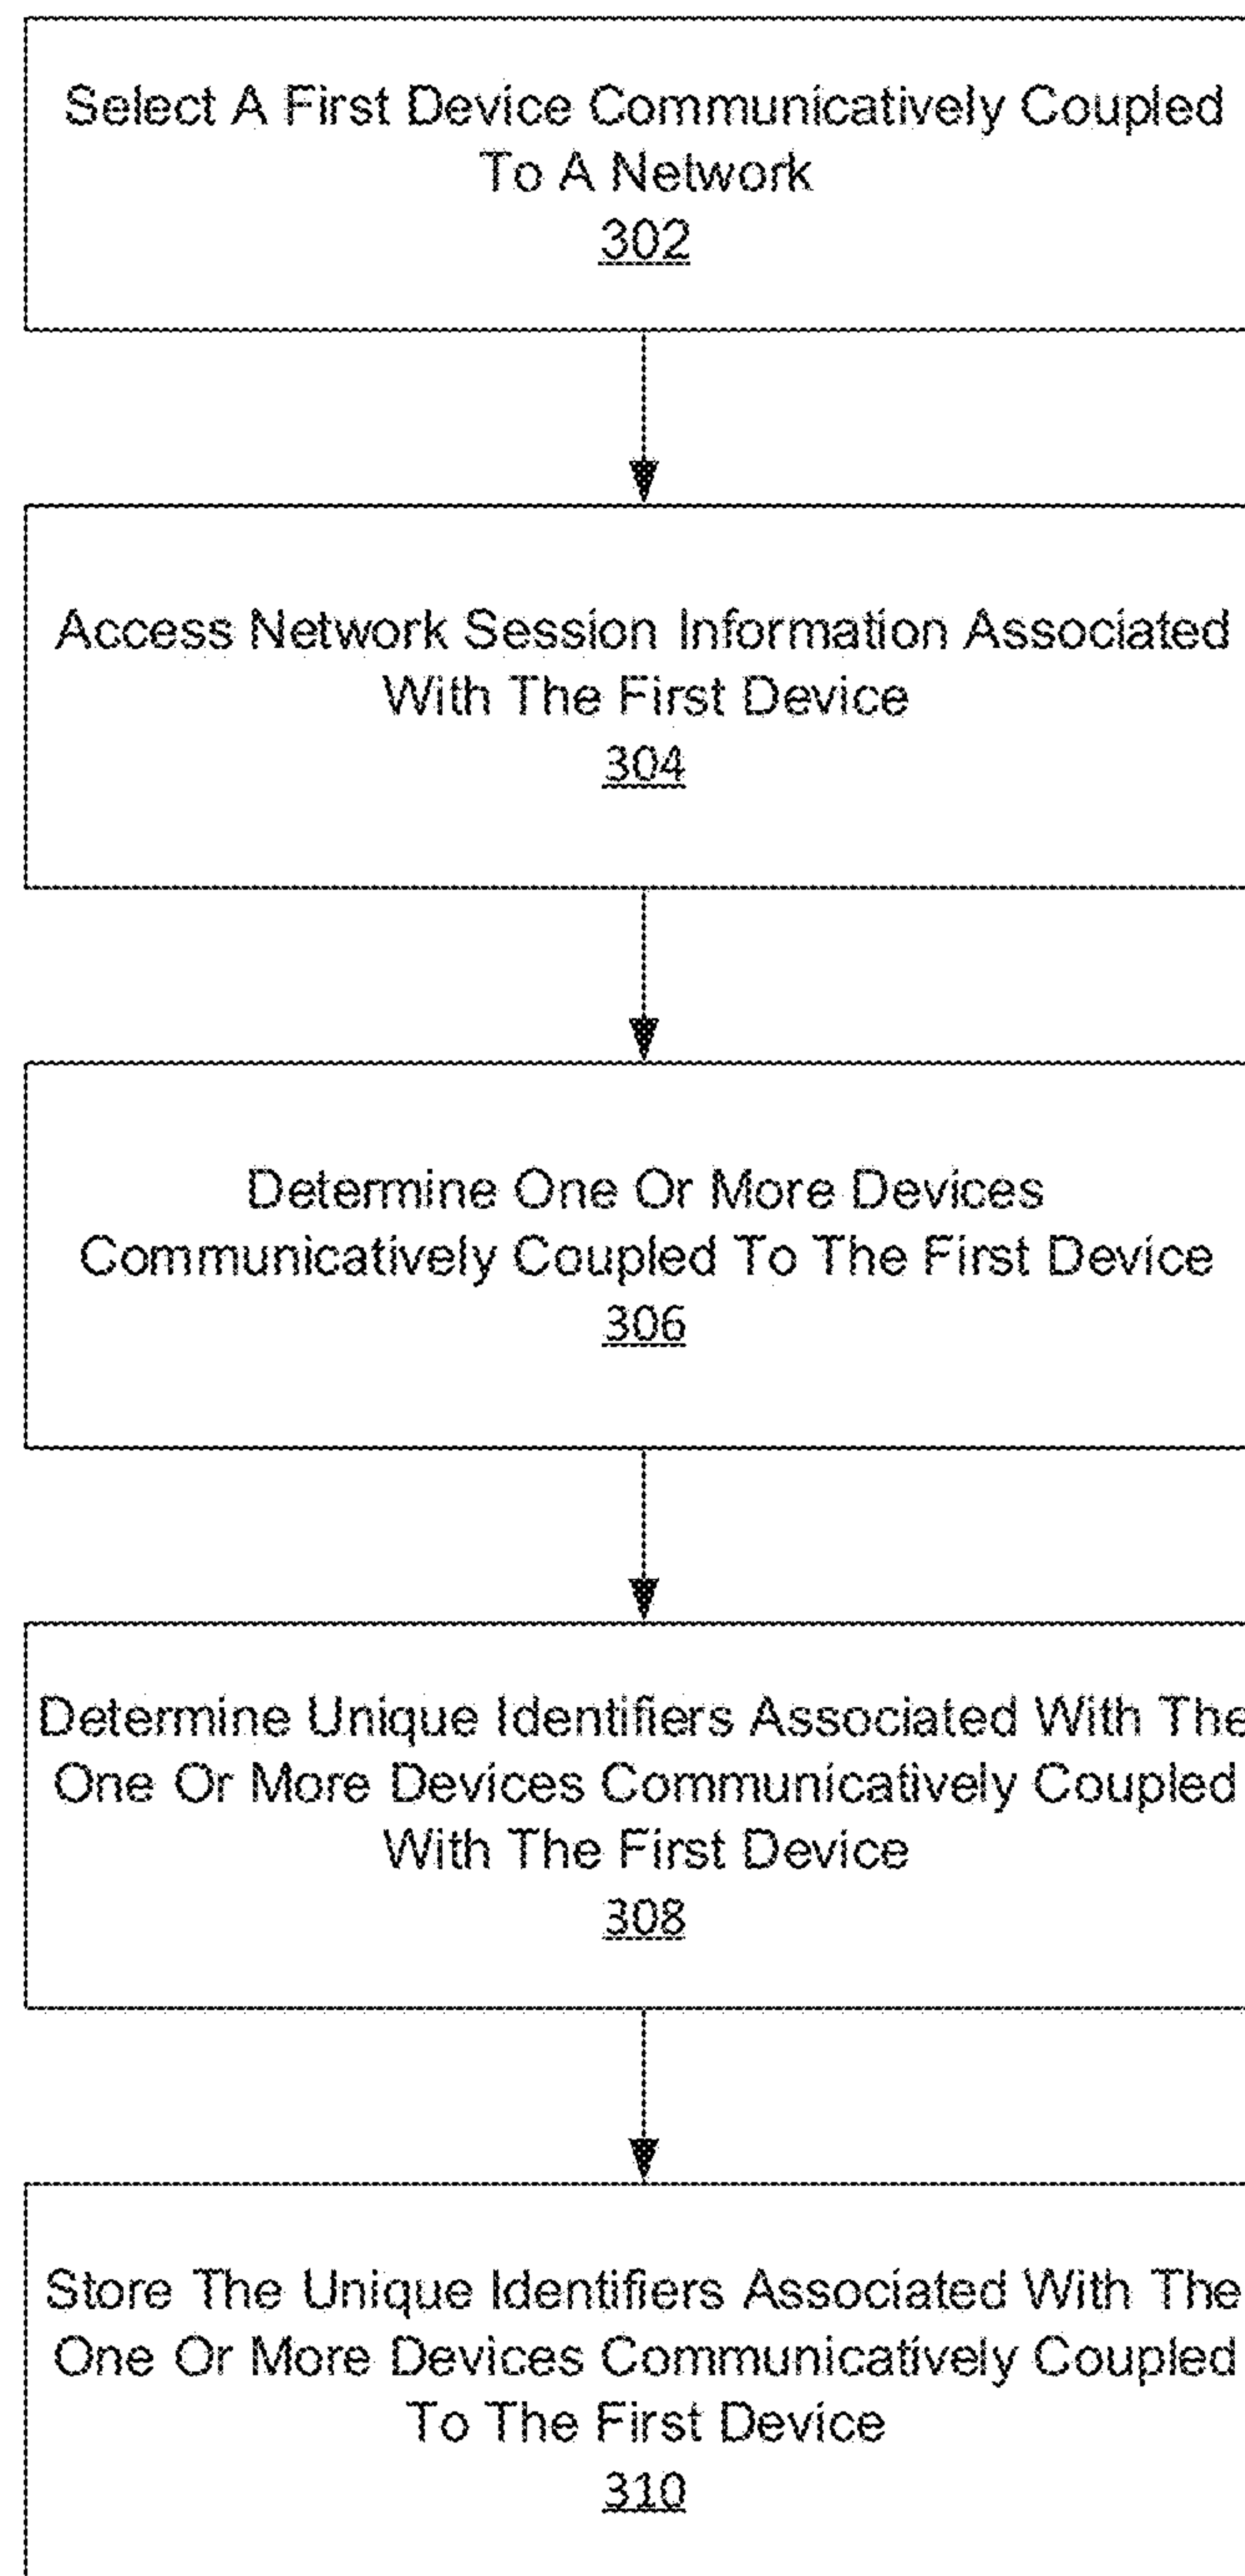 Select A First Device Communicatively Coupled
To A Network
302
Access Network Session Information Associated
With The First Device
304
Determine One Or More Devices
Communicatively Coupled To The First Device
306
Determine Unique Identifiers Associated With The
One Or More Devices Communicatively Coupled
With The First Device
308
Store The Unique Identifiers Associated With The
One Or More Devices Communicatively Coupled
To The First Device
310